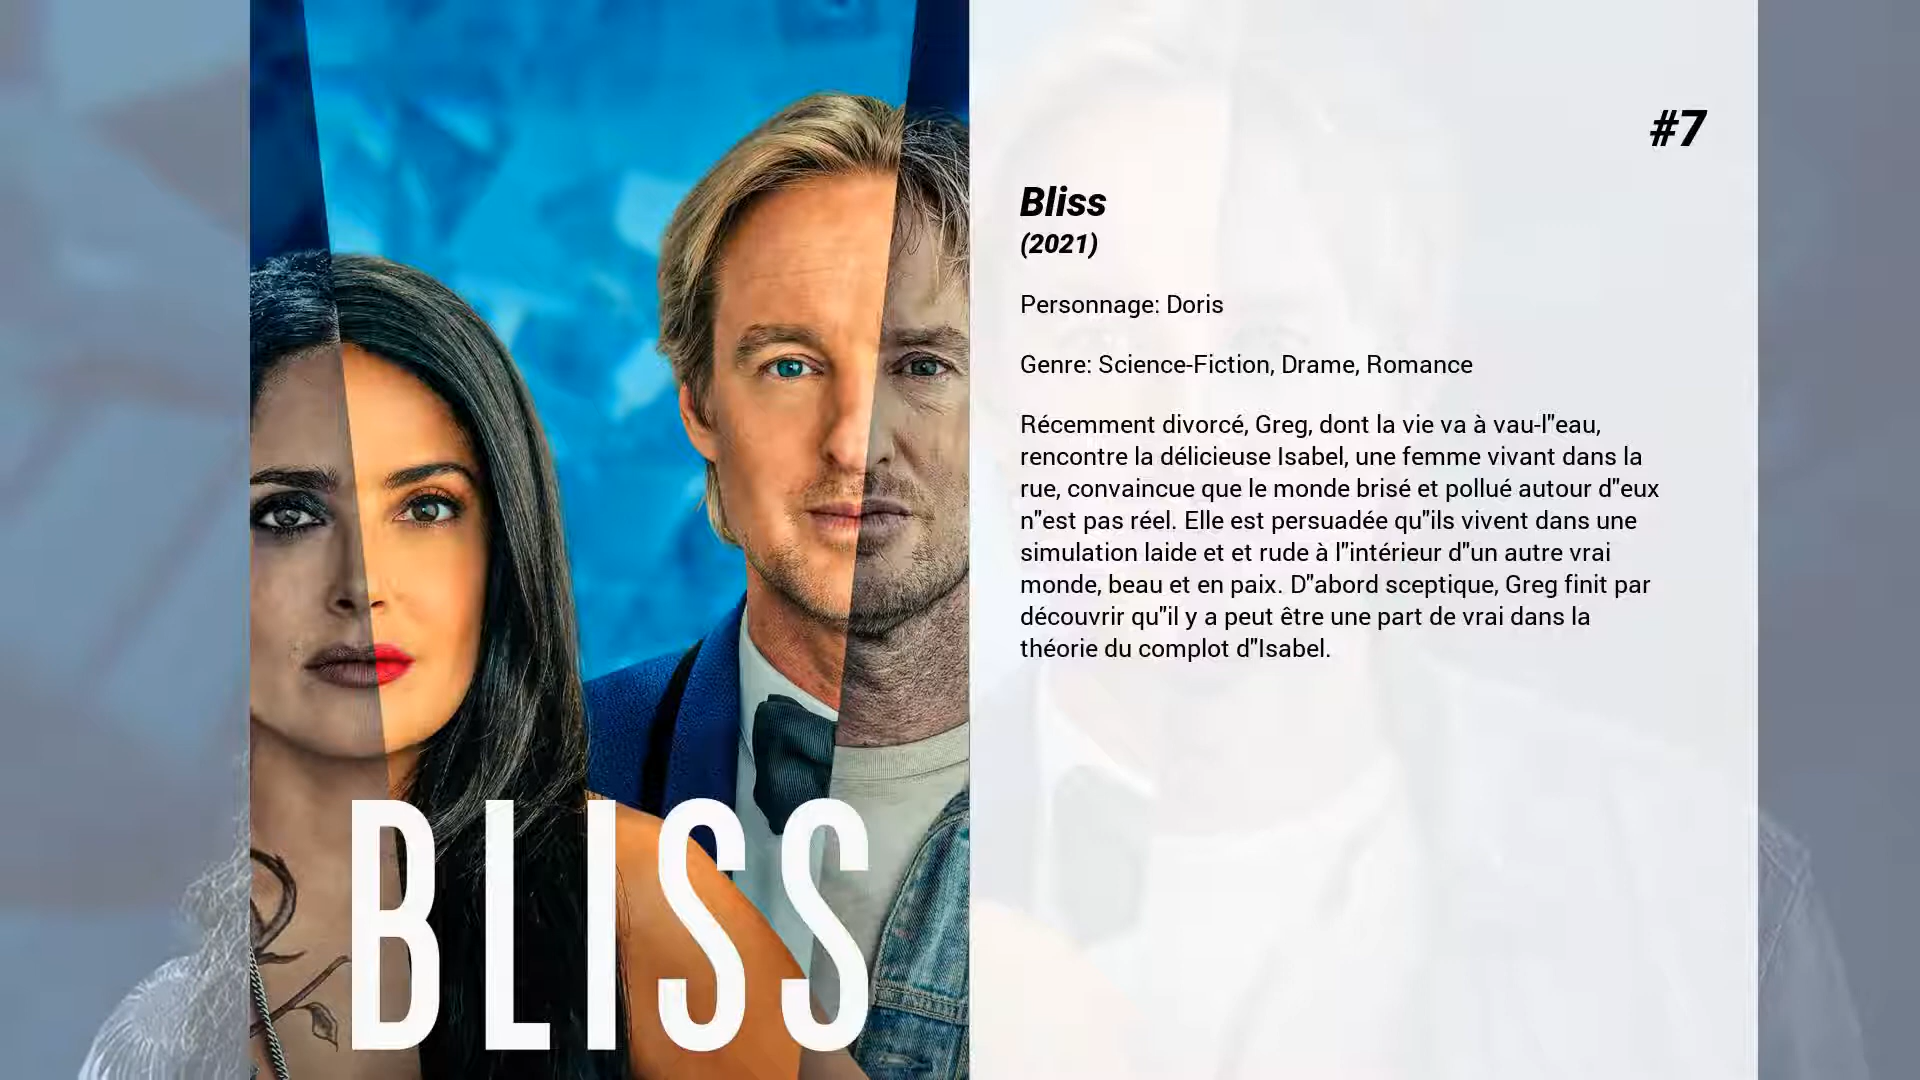 BLISS
#7
Bliss
(2021)
Personnage: Doris
Genre: Science-Fiction, Drame, Romance
Récemment divorcé, Greg, dont la vie va à vau-l"eau,
rencontre la délicieuse Isabel, une femme vivant dans la
rue, convaincue que le monde brisé et pollué autour d"eux
n"est pas réel. Elle est persuadée qu"ils vivent dans une
simulation laide et et rude à l"intérieur d"un autre vrai
monde, beau et en paix. D"abord sceptique, Greg finit par
découvrir qu"il y a peut être une part de vrai dans la
théorie du complot d"Isabel.